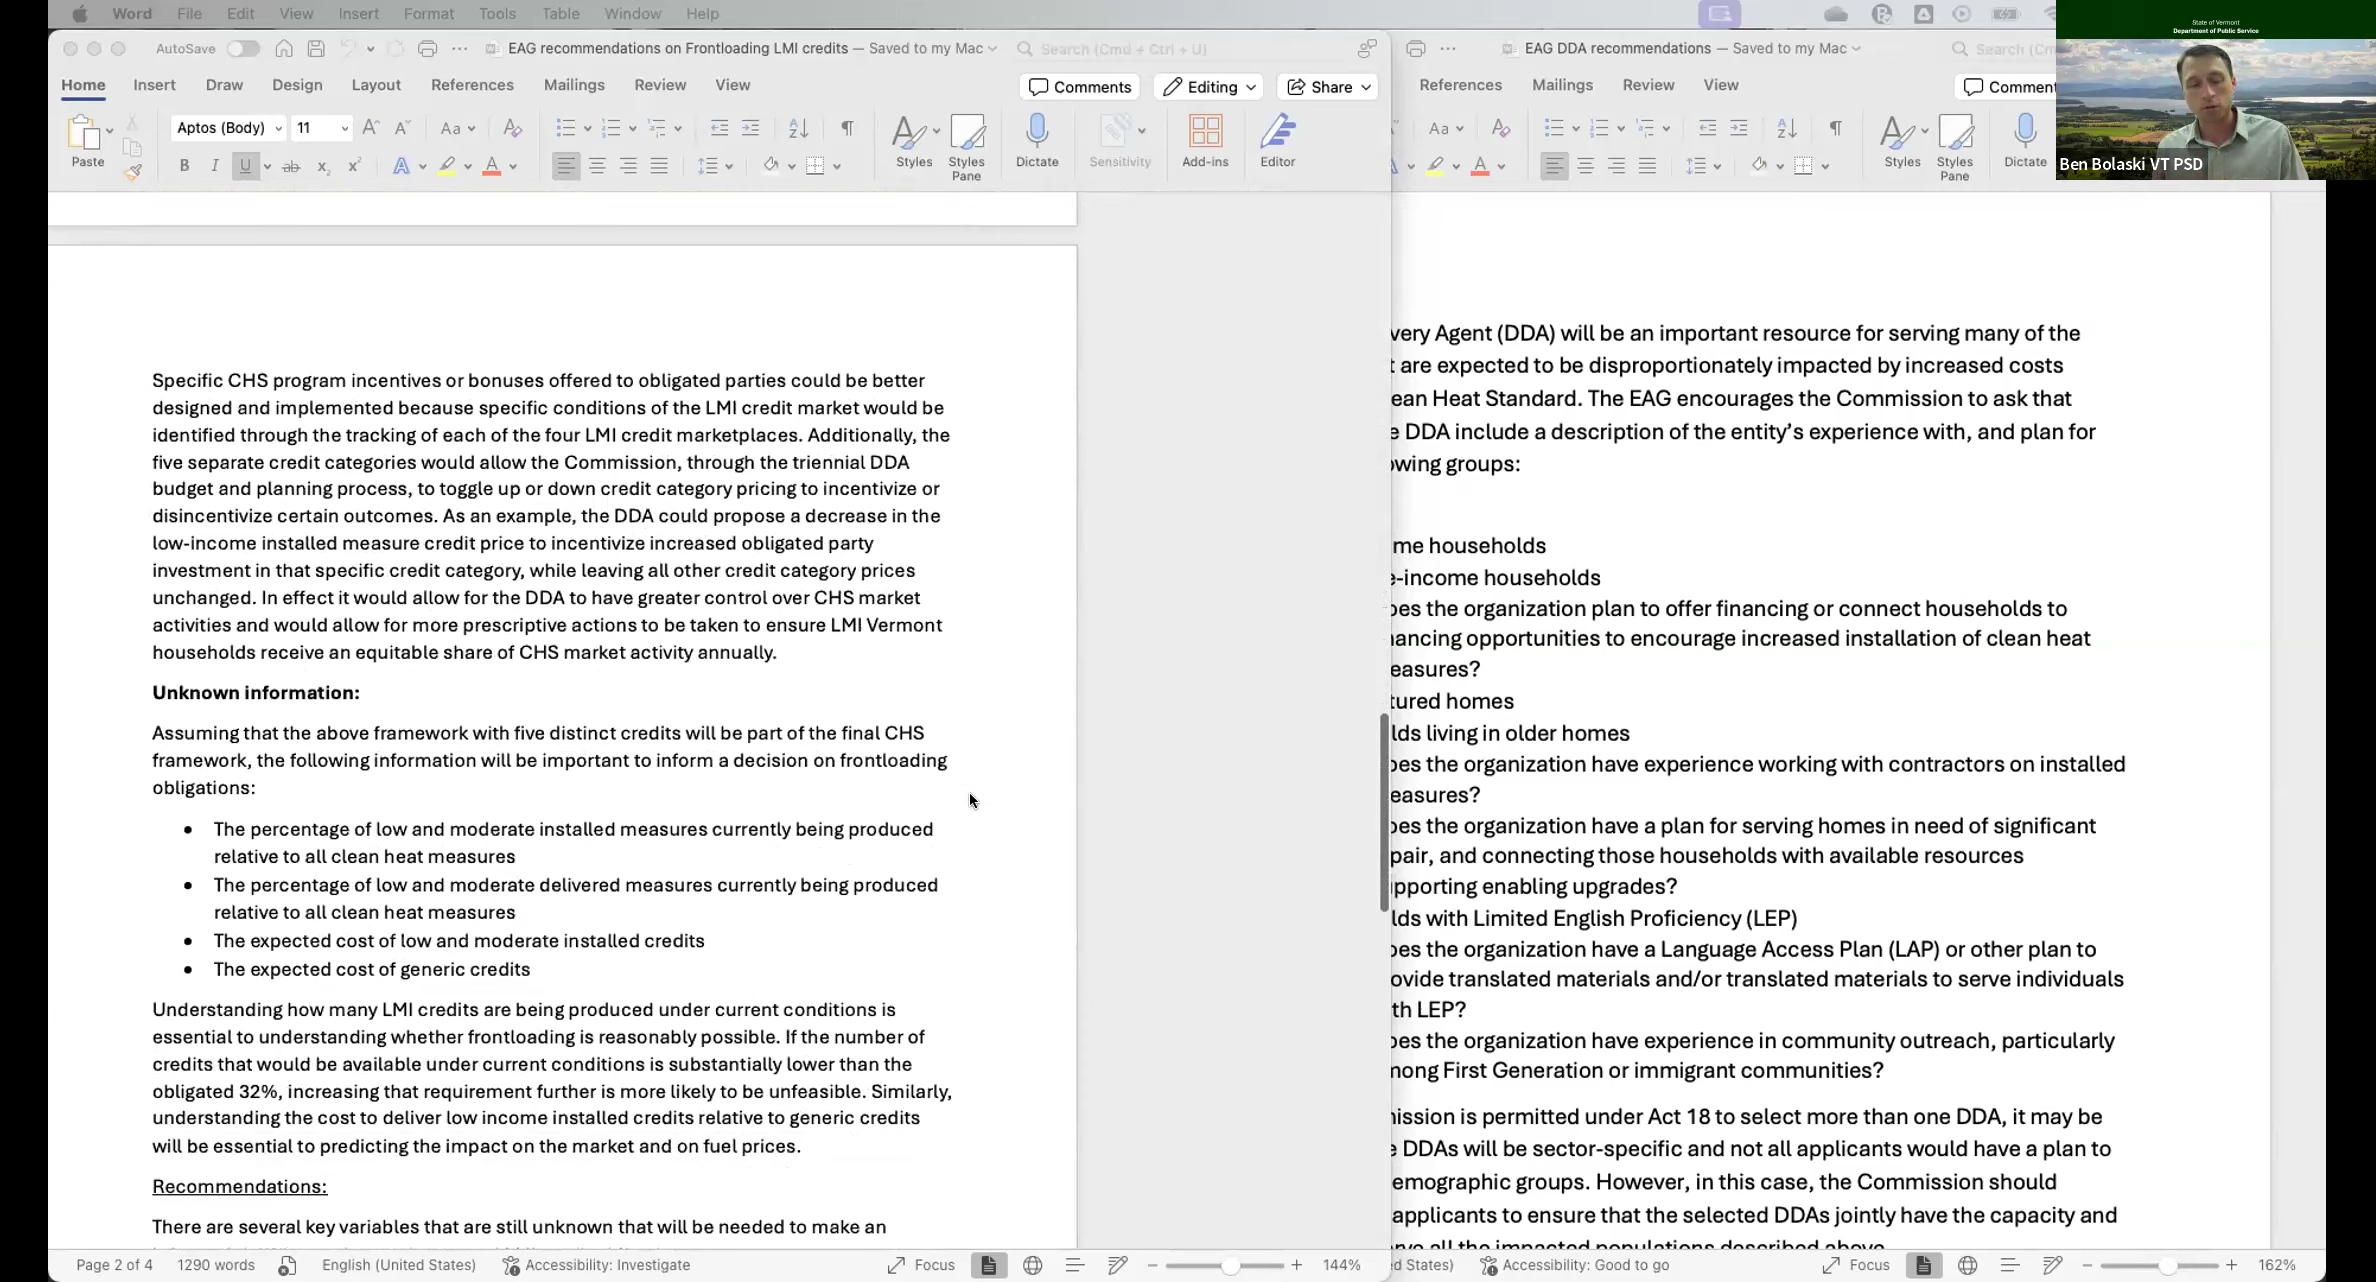 Word File Edit View Insert Format Tools Table Window Help
State of Vermont
Department of Public Service
Ben Bolaski VT PSD
AutoSave EAG recommendations on Frontloading LMI credits — Saved to my Mac Search (Cmd + Ctrl + U)
Home Insert Draw Design Layout References Mailings Review View Comments Editing Share
Aptos (Body) 11
Paste Styles Styles Pane Dictate Sensitivity Add-ins Editor
Specific CHS program incentives or bonuses offered to obligated parties could be better
designed and implemented because specific conditions of the LMI credit market would be
identified through the tracking of each of the four LMI credit marketplaces. Additionally, the
five separate credit categories would allow the Commission, through the triennial DDA
budget and planning process, to toggle up or down credit category pricing to incentivize or
disincentivize certain outcomes. As an example, the DDA could propose a decrease in the
low-income installed measure credit price to incentivize increased obligated party
investment in that specific credit category, while leaving all other credit category prices
unchanged. In effect it would allow for the DDA to have greater control over CHS market
activities and would allow for more prescriptive actions to be taken to ensure LMI Vermont
households receive an equitable share of CHS market activity annually.
Unknown information:
Assuming that the above framework with five distinct credits will be part of the final CHS
framework, the following information will be important to inform a decision on frontloading
obligations:
• The percentage of low and moderate installed measures currently being produced
relative to all clean heat measures
• The percentage of low and moderate delivered measures currently being produced
relative to all clean heat measures
• The expected cost of low and moderate installed credits
• The expected cost of generic credits
Understanding how many LMI credits are being produced under current conditions is
essential to understanding whether frontloading is reasonably possible. If the number of
credits that would be available under current conditions is substantially lower than the
obligated 32%, increasing that requirement further is more likely to be unfeasible. Similarly,
understanding the cost to deliver low income installed credits relative to generic credits
will be essential to predicting the impact on the market and on fuel prices.
Recommendations:
There are several key variables that are still unknown that will be needed to make an
Page 2 of 4 1290 words English (United States) Accessibility: Investigate Focus 144%
EAG DDA recommendations — Saved to my Mac Search (Cm
References Mailings Review View Comment
Styles Styles Pane Dictate
very Agent (DDA) will be an important resource for serving many of the
t are expected to be disproportionately impacted by increased costs
ean Heat Standard. The EAG encourages the Commission to ask that
e DDA include a description of the entity’s experience with, and plan for
owing groups:
me households
e-income households
oes the organization plan to offer financing or connect households to
nancing opportunities to encourage increased installation of clean heat
easures?
tured homes
lds living in older homes
oes the organization have experience working with contractors on installed
easures?
oes the organization have a plan for serving homes in need of significant
pair, and connecting those households with available resources
upporting enabling upgrades?
lds with Limited English Proficiency (LEP)
oes the organization have a Language Access Plan (LAP) or other plan to
ovide translated materials and/or translated materials to serve individuals
th LEP?
oes the organization have experience in community outreach, particularly
mong First Generation or immigrant communities?
mission is permitted under Act 18 to select more than one DDA, it may be
e DDAs will be sector-specific and not all applicants would have a plan to
emographic groups. However, in this case, the Commission should
applicants to ensure that the selected DDAs jointly have the capacity and
rve all the impacted populations described above
d States) Accessibility: Good to go Focus 162%